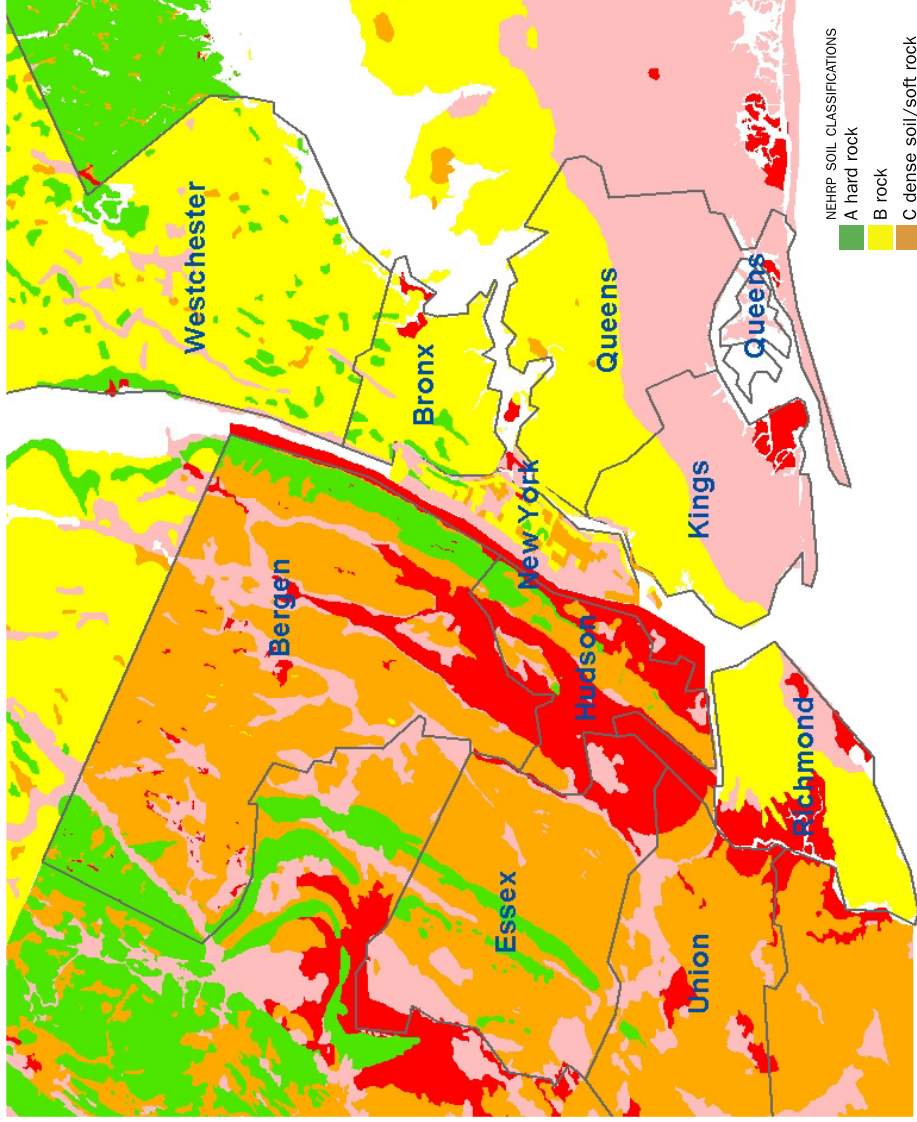 Westchester
Bronx
Queens
Queens
Kings
New York
Bergen
Hudson
Richmond
Essex
Union
NEHRP SOIL CLASSIFICATIONS
A hard rock
B rock
C dense soil/soft rock